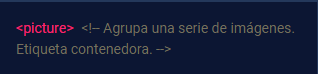 <picture> <!-- Agrupa una serie de imágenes.
Etiqueta contenedora. -->